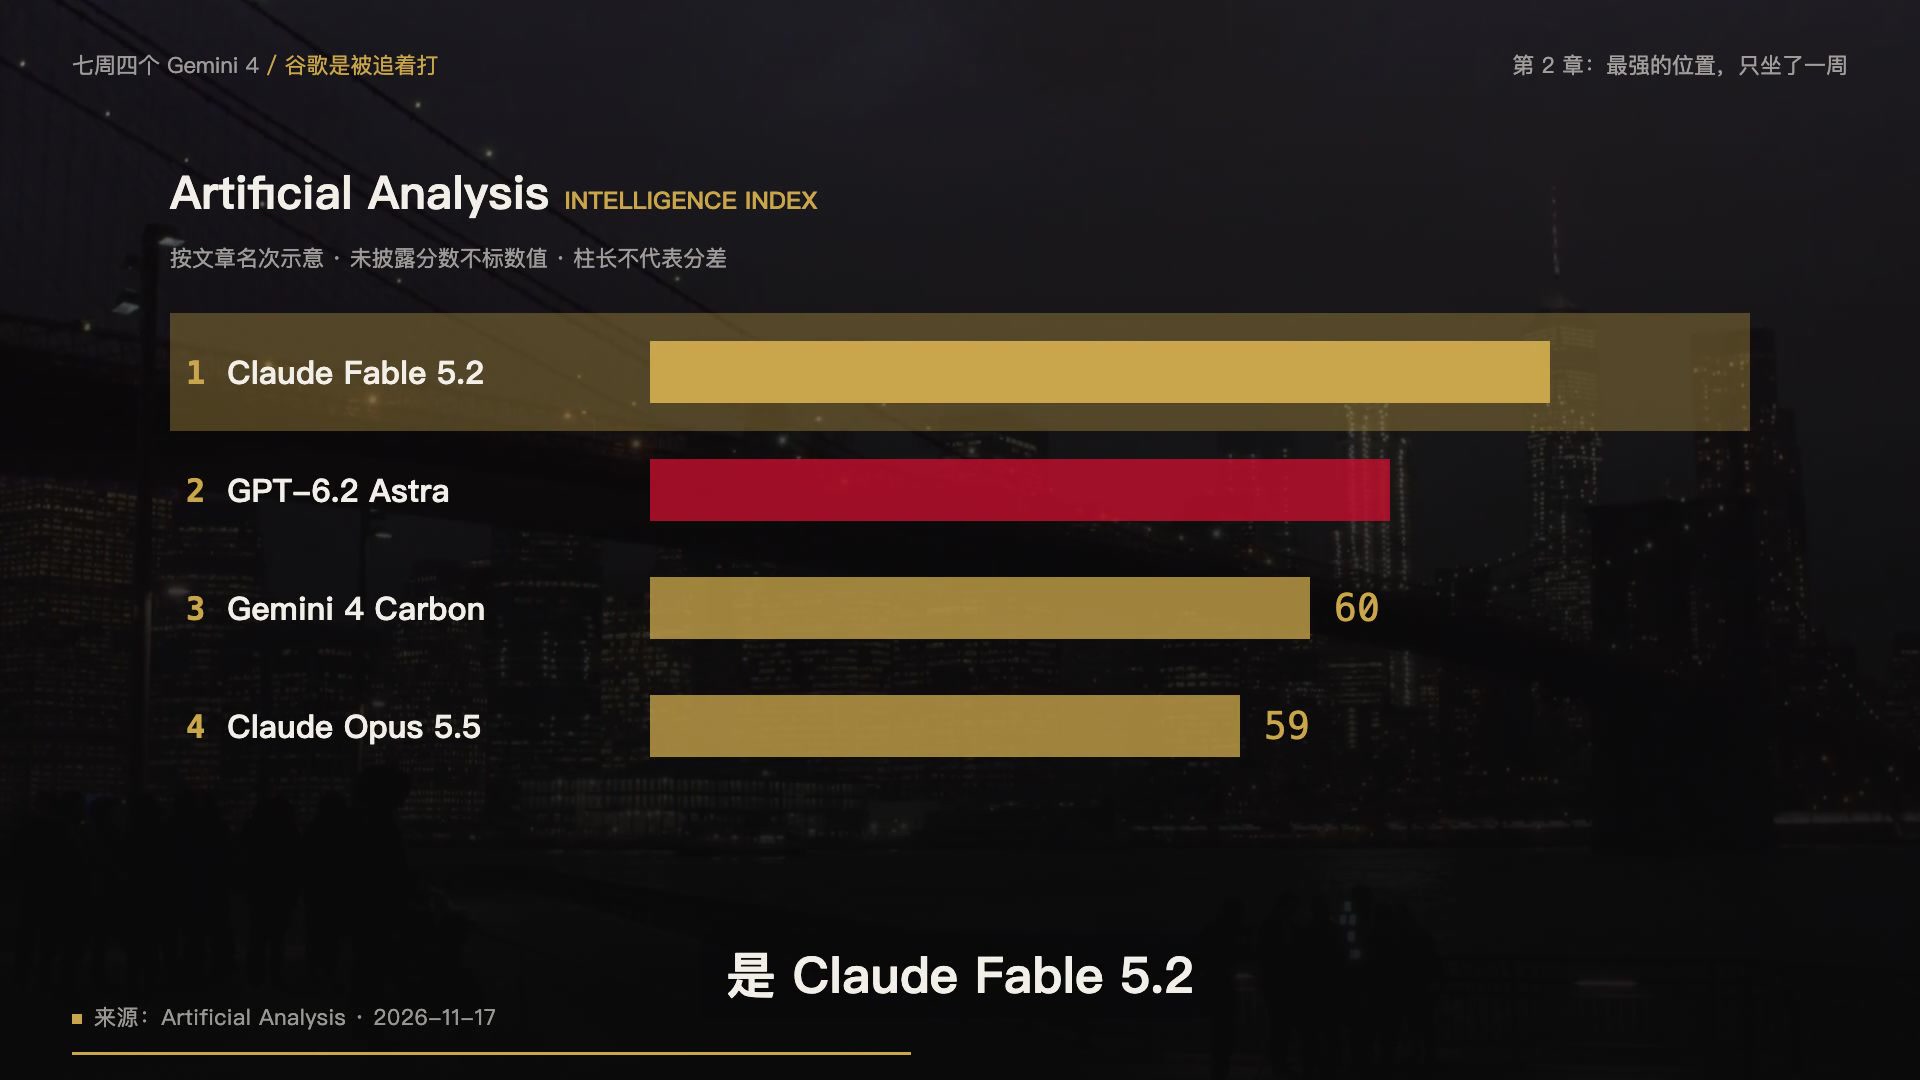 七周四个 Gemini 4 / 谷歌是被追着打
第 2 章：最强的位置，只坐了一周
Artificial Analysis INTELLIGENCE INDEX
按文章名次示意 · 未披露分数不标数值 · 柱长不代表分差
1 Claude Fable 5.2
2 GPT-6.2 Astra
3 Gemini 4 Carbon 60
4 Claude Opus 5.5 59
是 Claude Fable 5.2
来源：Artificial Analysis · 2026-11-17